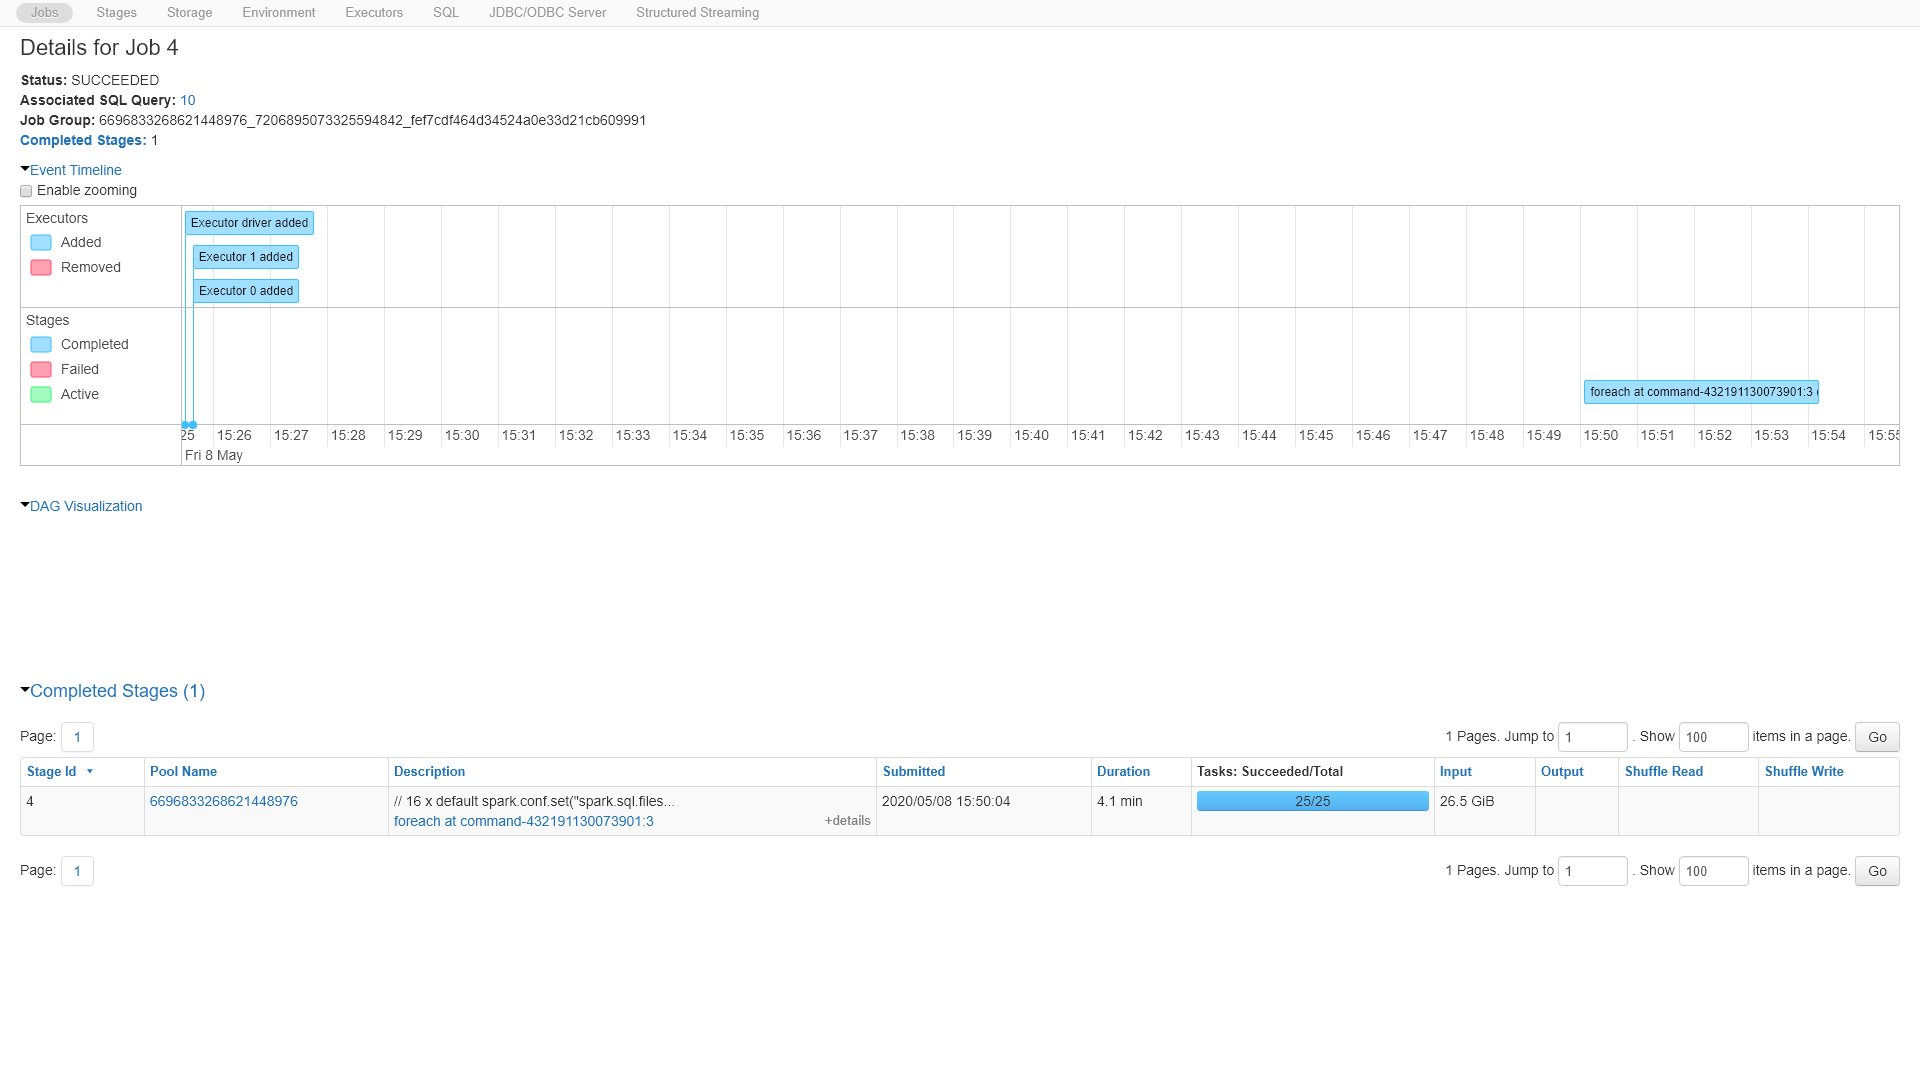 Jobs Stages Storage Environment Executors SQL JDBC/ODBC Server Structured Streaming
Details for Job 4
Status: SUCCEEDED
Associated SQL Query: 10
Job Group: 6696833268621448976_7206895073325594842_fef7cdf464d34524a0e33d21cb609991
Completed Stages: 1
Event Timeline
Enable zooming
Executors
Added
Removed
Executor driver added
Executor 1 added
Executor 0 added
Stages
Completed
Failed
Active
foreach at command-432191130073901:3
25 15:26 15:27 15:28 15:29 15:30 15:31 15:32 15:33 15:34 15:35 15:36 15:37 15:38 15:39 15:40 15:41 15:42 15:43 15:44 15:45 15:46 15:47 15:48 15:49 15:50 15:51 15:52 15:53 15:54 15:55
Fri 8 May
DAG Visualization
Completed Stages (1)
Page: 1 1 Pages. Jump to 1 . Show 100 items in a page. Go
Stage Id Pool Name Description Submitted Duration Tasks: Succeeded/Total Input Output Shuffle Read Shuffle Write
4 6696833268621448976 // 16 x default spark.conf.set("spark.sql.files... 2020/05/08 15:50:04 4.1 min 25/25 26.5 GiB
foreach at command-432191130073901:3 +details
Page: 1 1 Pages. Jump to 1 . Show 100 items in a page. Go